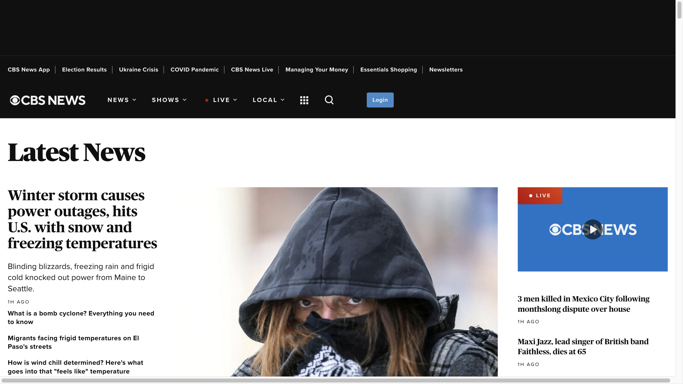 CBS News App
Election Results
Ukraine Crisis
COVID Pandemic
CBS News Live
Managing Your Money
Essentials Shopping
Newsletters
CBS NEWS
NEWS
SHOWS
LIVE
LOCAL
Login
Latest News
Winter storm causes
power outages, hits
U.S. with snow and
freezing temperatures
Blinding blizzards, freezing rain and frigid
cold knocked out power from Maine to
Seattle.
1H AGO
What is a bomb cyclone? Everything you need
to know
Migrants facing frigid temperatures on El
Paso's streets
How is wind chill determined? Here's what
goes into that "feels like" temperature
LIVE
CBS NEWS
3 men killed in Mexico City following
monthslong dispute over house
1H AGO
Maxi Jazz, lead singer of British band
Faithless, dies at 65
1H AGO